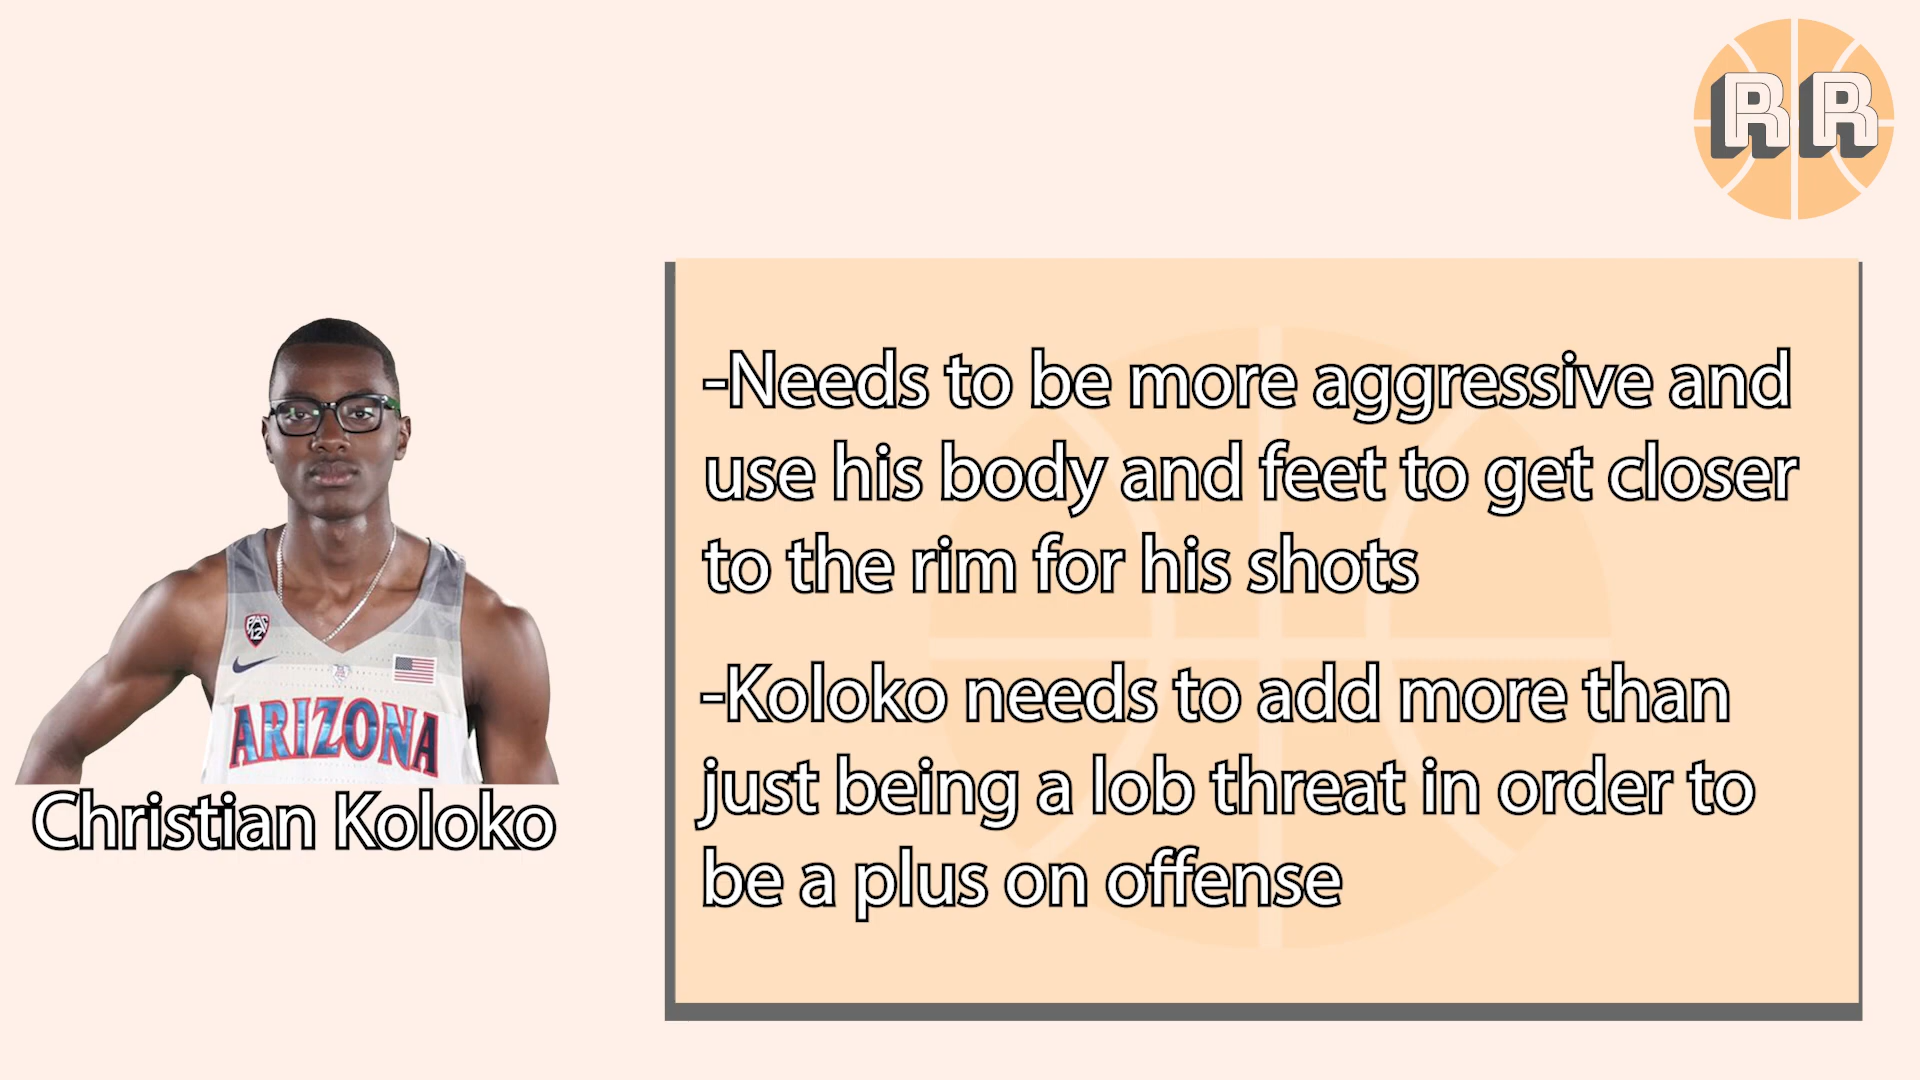 RR
-Needs to be more aggressive and
use his body and feet to get closer
to the rim for his shots
-Koloko needs to add more than
just being a lob threat in order to
be a plus on offense
PAC
12
ARIZONA
Christian Koloko